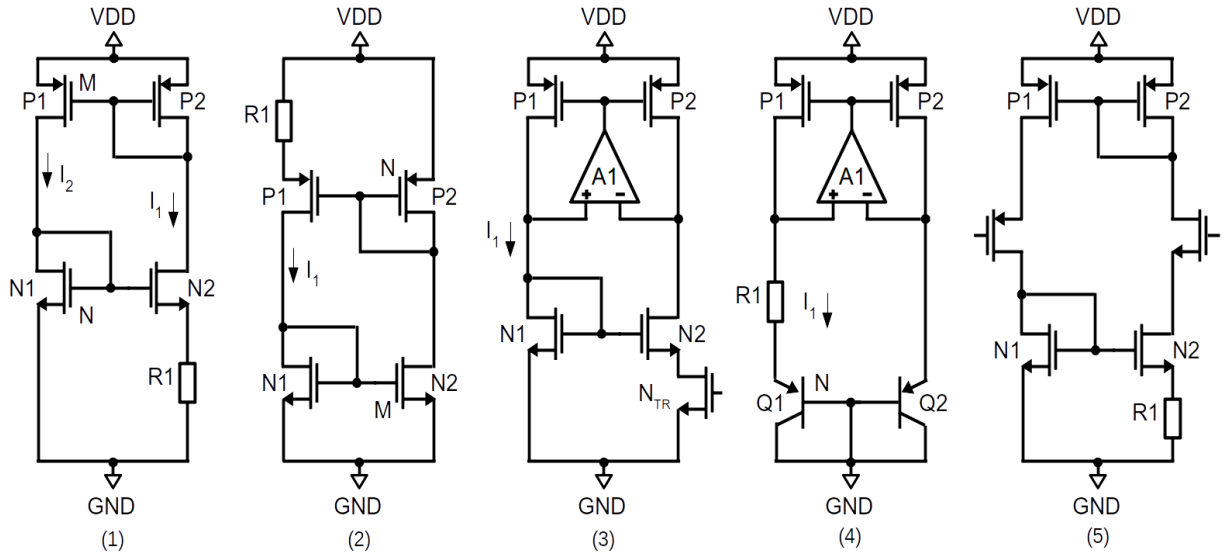 VDD
P1
M
P2
I2
I1
N1
N
N2
R1
GND
(1)
VDD
R1
P1
N
P2
I1
N1
M
N2
GND
(2)
VDD
P1
P2
A1
+ -
I1
N1
N2
NTR
GND
(3)
VDD
P1
P2
A1
+ -
R1
I1
Q1
N
Q2
GND
(4)
VDD
P1
P2
N1
N2
R1
GND
(5)